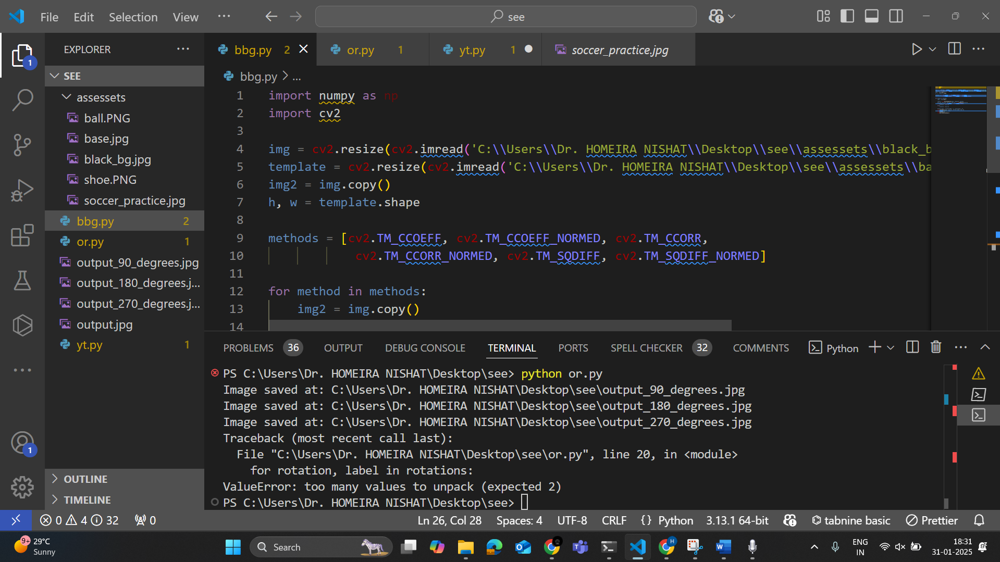 File Edit Selection View ... see
EXPLORER ...
bbg.py 2
or.py 1
yt.py 1
soccer_practice.jpg
1
SEE
bbg.py > ...
assessets
ball.PNG
base.jpg
black_bg.jpg
shoe.PNG
soccer_practice.jpg
bbg.py 2
or.py 1
output_90_degrees.jpg
output_180_degrees.j...
output_270_degrees.j...
output.jpg
yt.py 1
1 import numpy as np
2 import cv2
3
4 img = cv2.resize(cv2.imread('C:\\Users\\Dr. HOMEIRA NISHAT\\Desktop\\see\\assessets\\black_b
5 template = cv2.resize(cv2.imread('C:\\Users\\Dr. HOMEIRA NISHAT\\Desktop\\see\\assessets\\ba
6 img2 = img.copy()
7 h, w = template.shape
8
9 methods = [cv2.TM_CCOEFF, cv2.TM_CCOEFF_NORMED, cv2.TM_CCORR,
10 cv2.TM_CCORR_NORMED, cv2.TM_SQDIFF, cv2.TM_SQDIFF_NORMED]
11
12 for method in methods:
13 img2 = img.copy()
14
PROBLEMS 36 OUTPUT DEBUG CONSOLE TERMINAL PORTS SPELL CHECKER 32 COMMENTS Python
PS C:\Users\Dr. HOMEIRA NISHAT\Desktop\see> python or.py
Image saved at: C:\Users\Dr. HOMEIRA NISHAT\Desktop\see\output_90_degrees.jpg
Image saved at: C:\Users\Dr. HOMEIRA NISHAT\Desktop\see\output_180_degrees.jpg
Image saved at: C:\Users\Dr. HOMEIRA NISHAT\Desktop\see\output_270_degrees.jpg
Traceback (most recent call last):
File "C:\Users\Dr. HOMEIRA NISHAT\Desktop\see\or.py", line 20, in <module>
for rotation, label in rotations:
ValueError: too many values to unpack (expected 2)
PS C:\Users\Dr. HOMEIRA NISHAT\Desktop\see>
1
OUTLINE
TIMELINE
0 4 32 0 Ln 26, Col 28 Spaces: 4 UTF-8 CRLF {} Python 3.13.1 64-bit tabnine basic Prettier
9+ 29°C
Sunny
Search
ENG
IN
18:31
31-01-2025